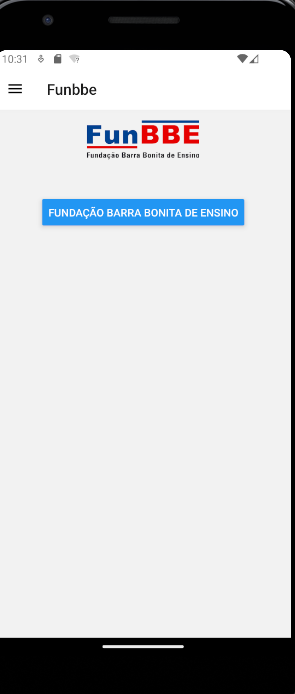 10:31
Funbbe
FunBBE
Fundação Barra Bonita de Ensino
FUNDAÇÃO BARRA BONITA DE ENSINO